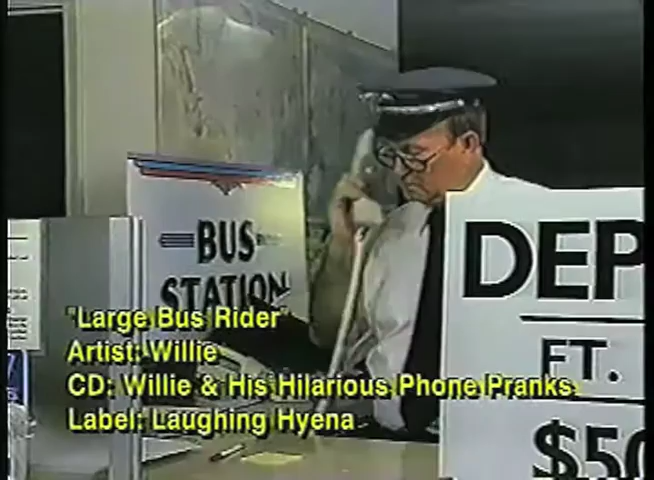 BUS
STATION
DEP
FT.
$50
"Large Bus Rider"
Artist: Willie
CD: Willie & His Hilarious Phone Pranks
Label: Laughing Hyena